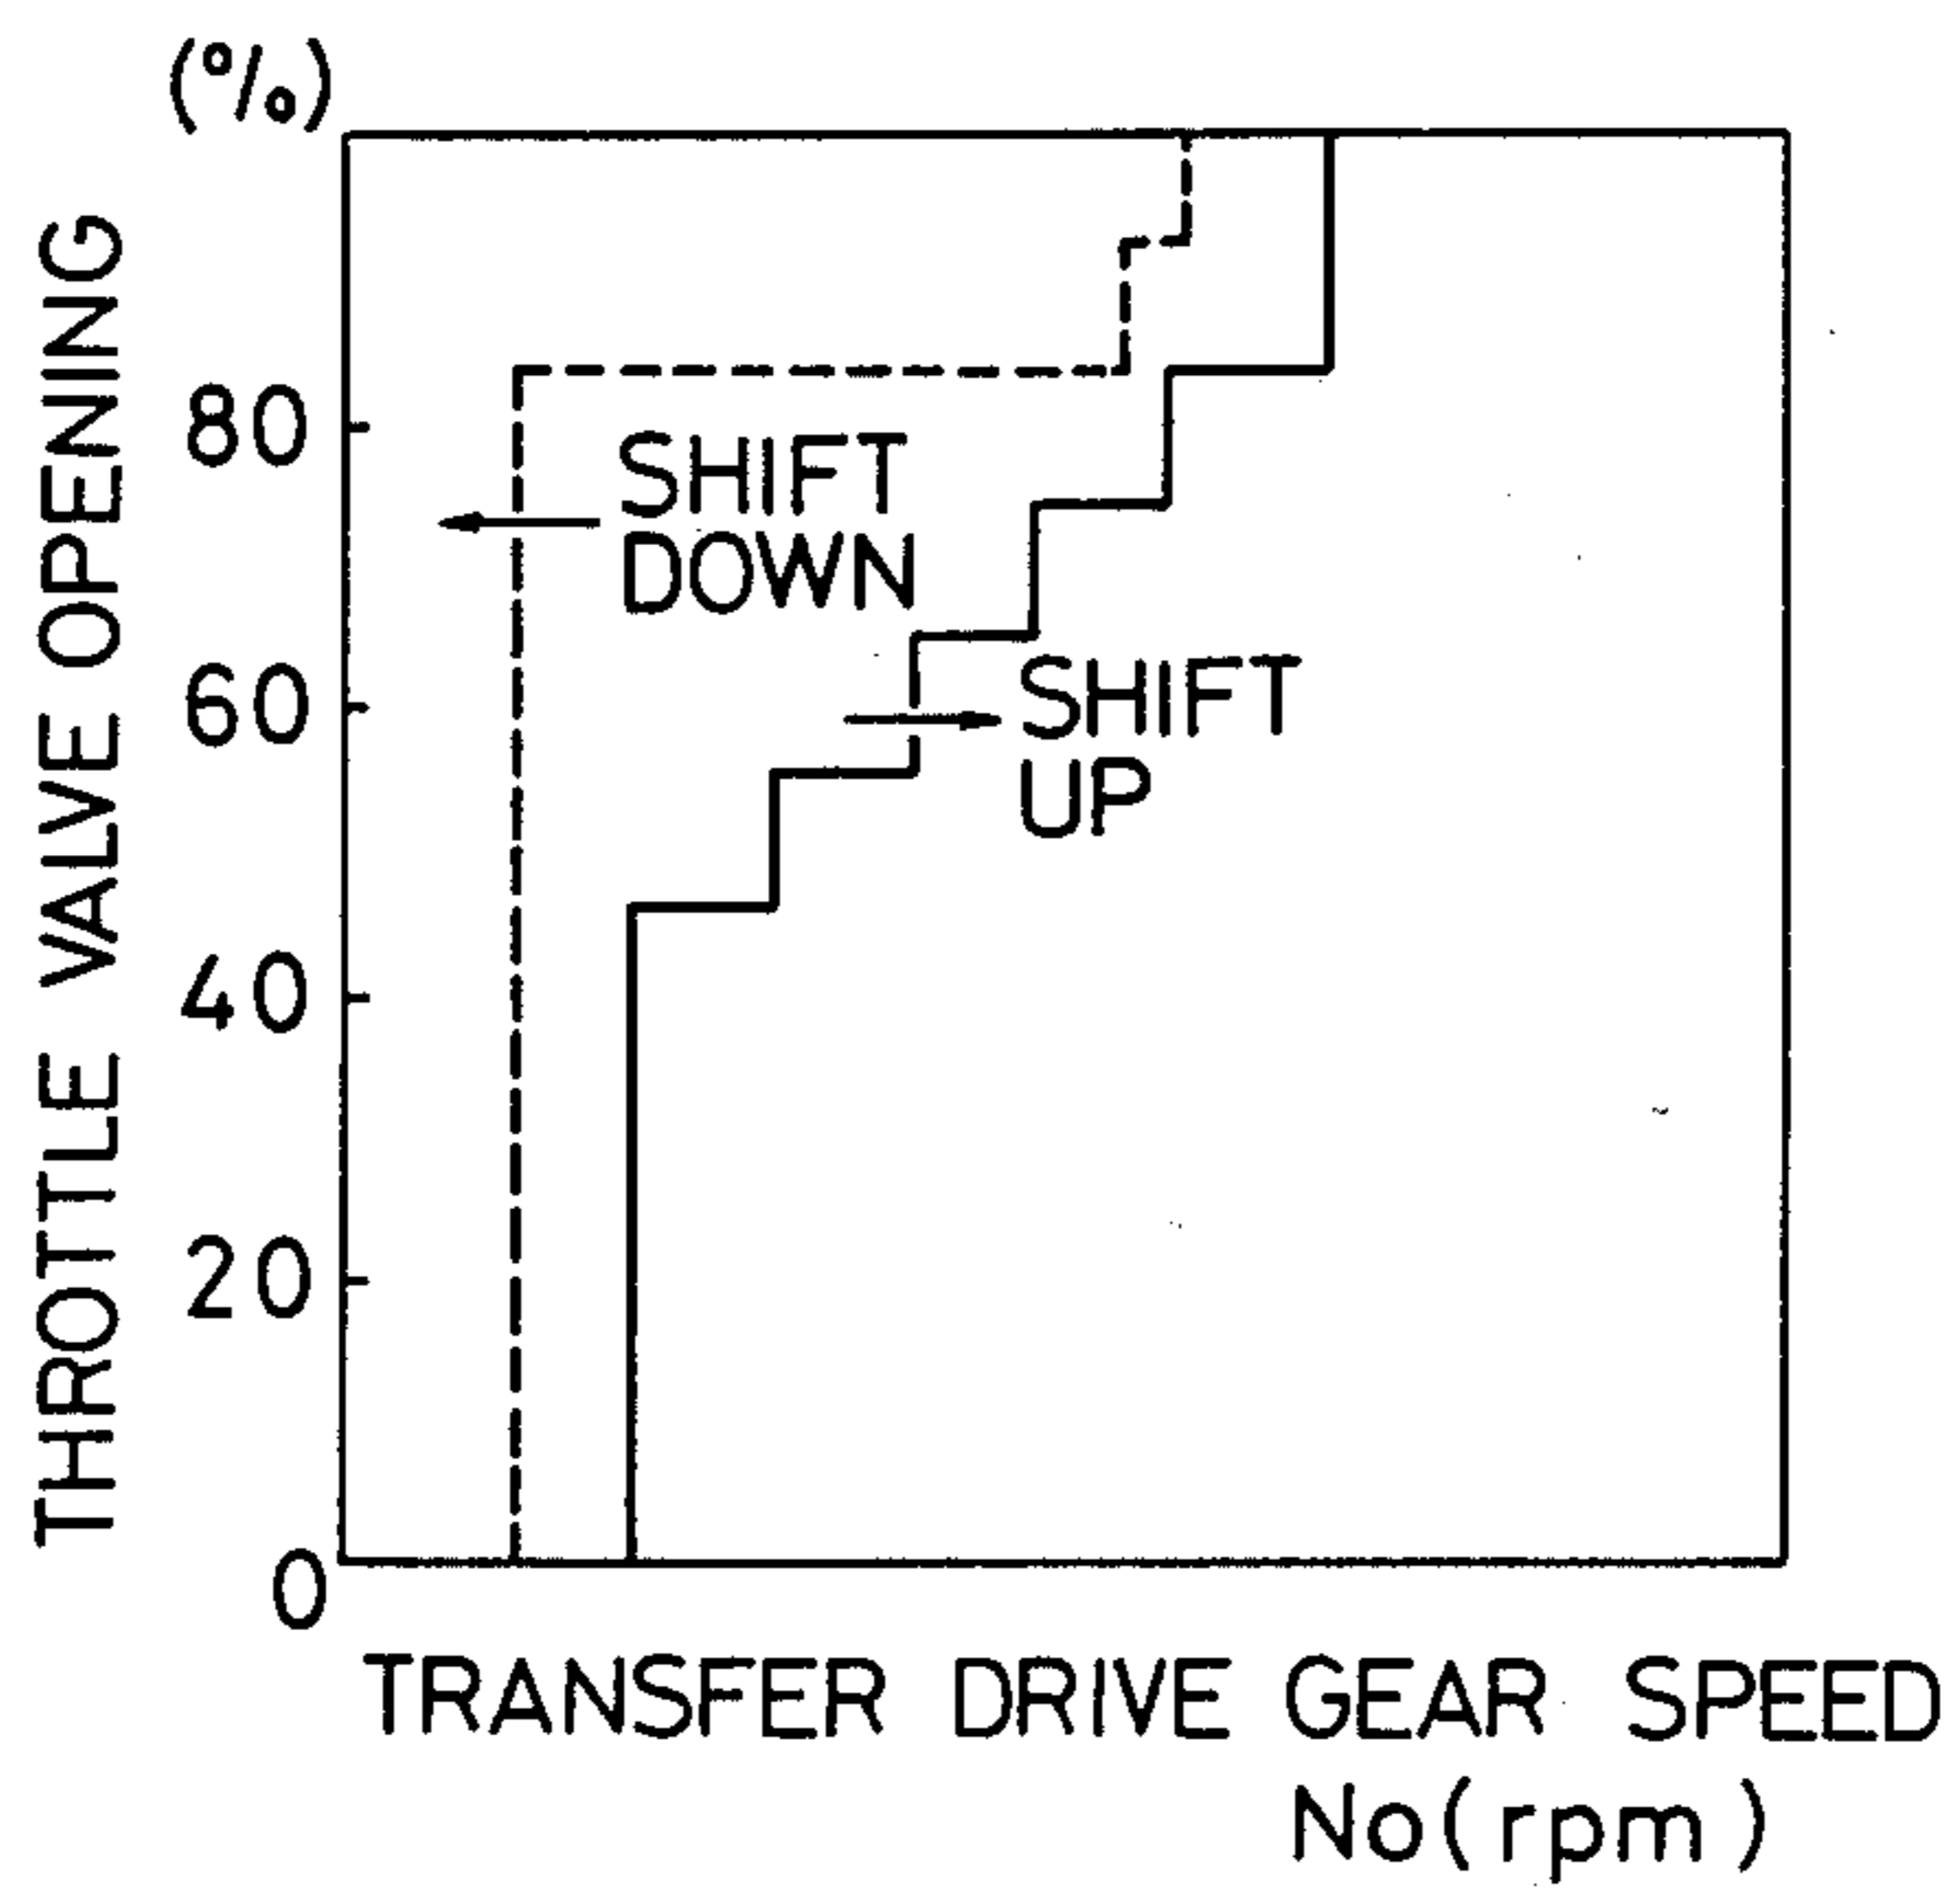 (%)
THROTTLE VALVE OPENING
80
60
40
20
0
SHIFT
DOWN
SHIFT
UP
TRANSFER DRIVE GEAR SPEED
No(rpm)